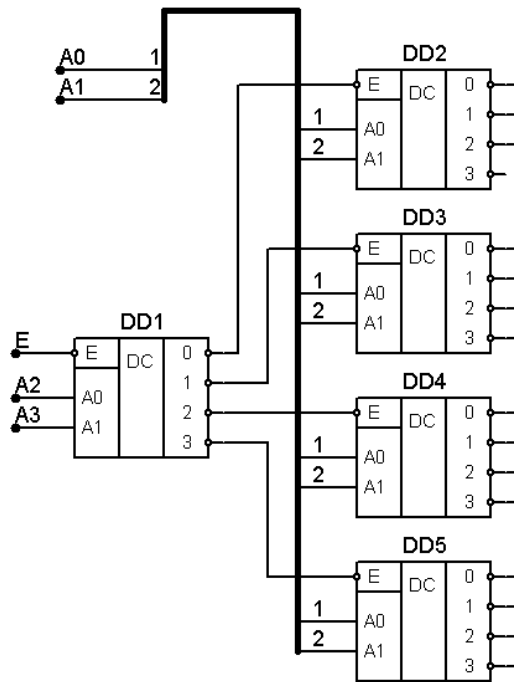 A0 1
A1 2
DD2
E DC 0
1
1 A0
2 A1 2
3
DD3
E DC 0
1
1 A0
2 A1 2
3
DD1
E E DC 0
1
A2 A0
2
A3 A1
3
DD4
E DC 0
1
1 A0
2 A1 2
3
DD5
E DC 0
1
1 A0
2 A1 2
3